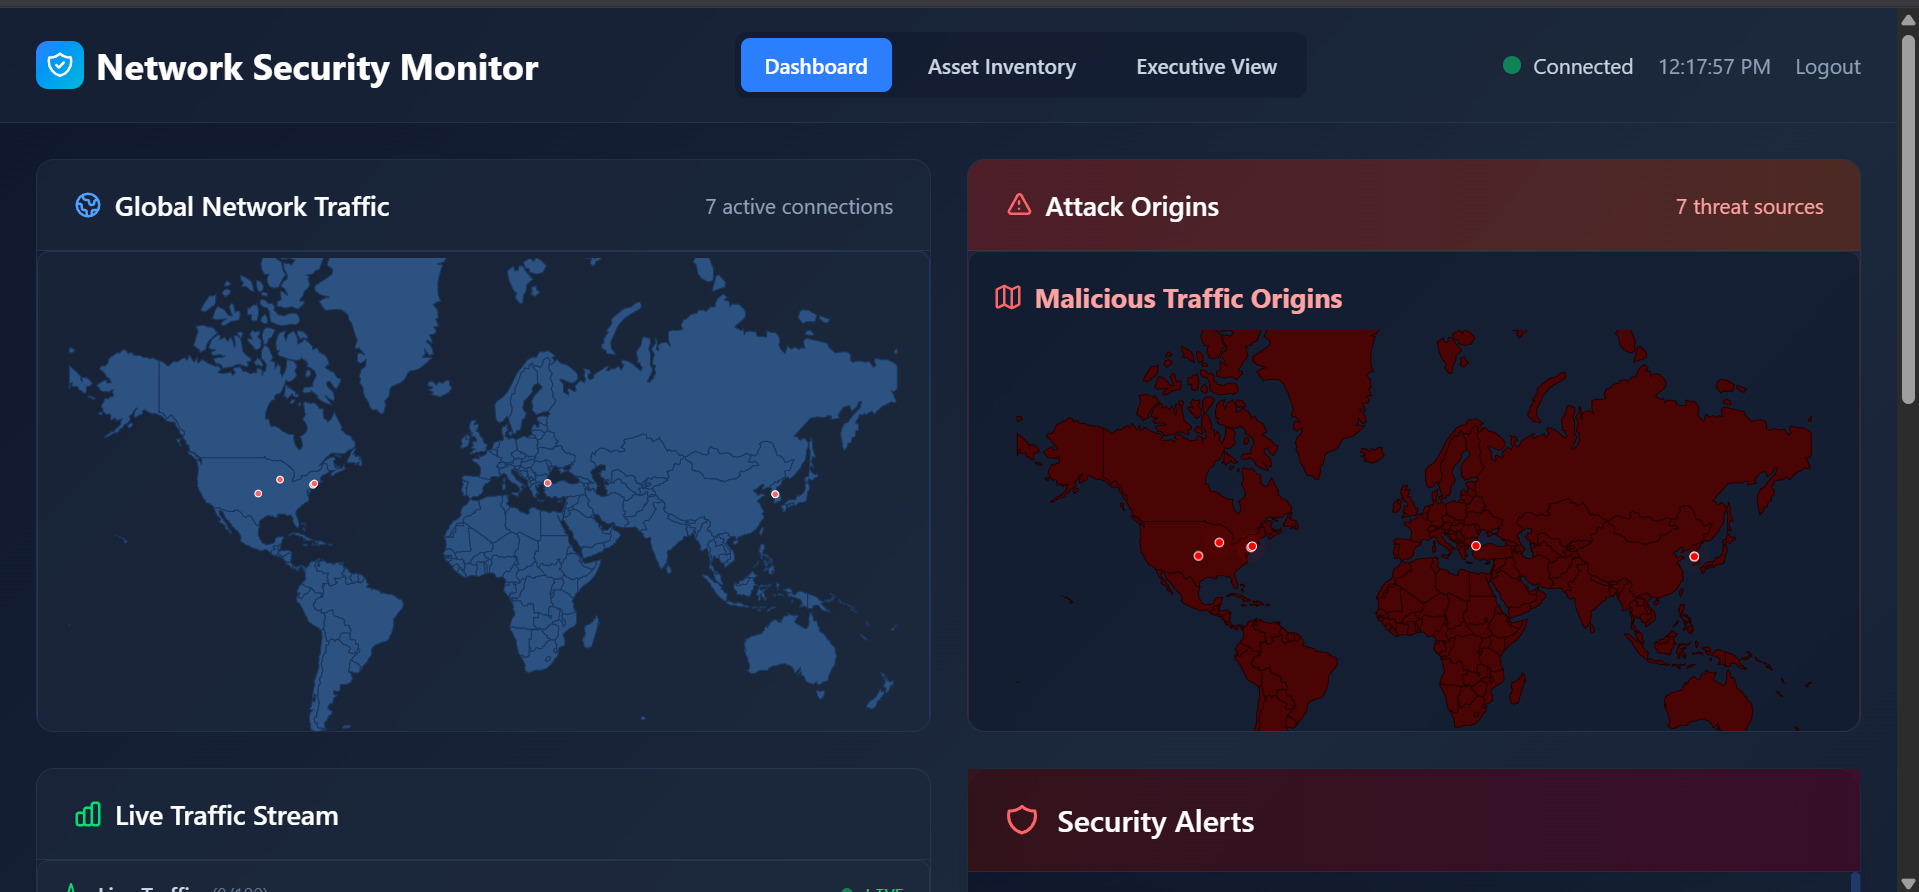 Network Security Monitor
Dashboard
Asset Inventory
Executive View
Connected
12:17:57 PM
Logout
Global Network Traffic
7 active connections
Attack Origins
7 threat sources
Malicious Traffic Origins
Live Traffic Stream
Security Alerts